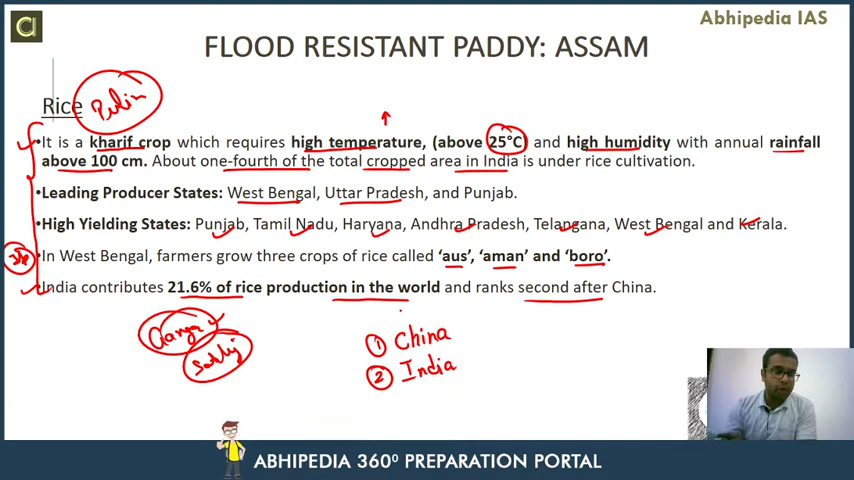 Abhipedia IAS
FLOOD RESISTANT PADDY: ASSAM
Rice
•It is a kharif crop which requires high temperature, (above 25°C) and high humidity with annual rainfall
above 100 cm. About one-fourth of the total cropped area in India is under rice cultivation.
•Leading Producer States: West Bengal, Uttar Pradesh, and Punjab.
•High Yielding States: Punjab, Tamil Nadu, Haryana, Andhra Pradesh, Telangana, West Bengal and Kerala.
•In West Bengal, farmers grow three crops of rice called ‘aus’, ‘aman’ and ‘boro’.
•India contributes 21.6% of rice production in the world and ranks second after China.
① China
② India
ABHIPEDIA 360⁰ PREPARATION PORTAL